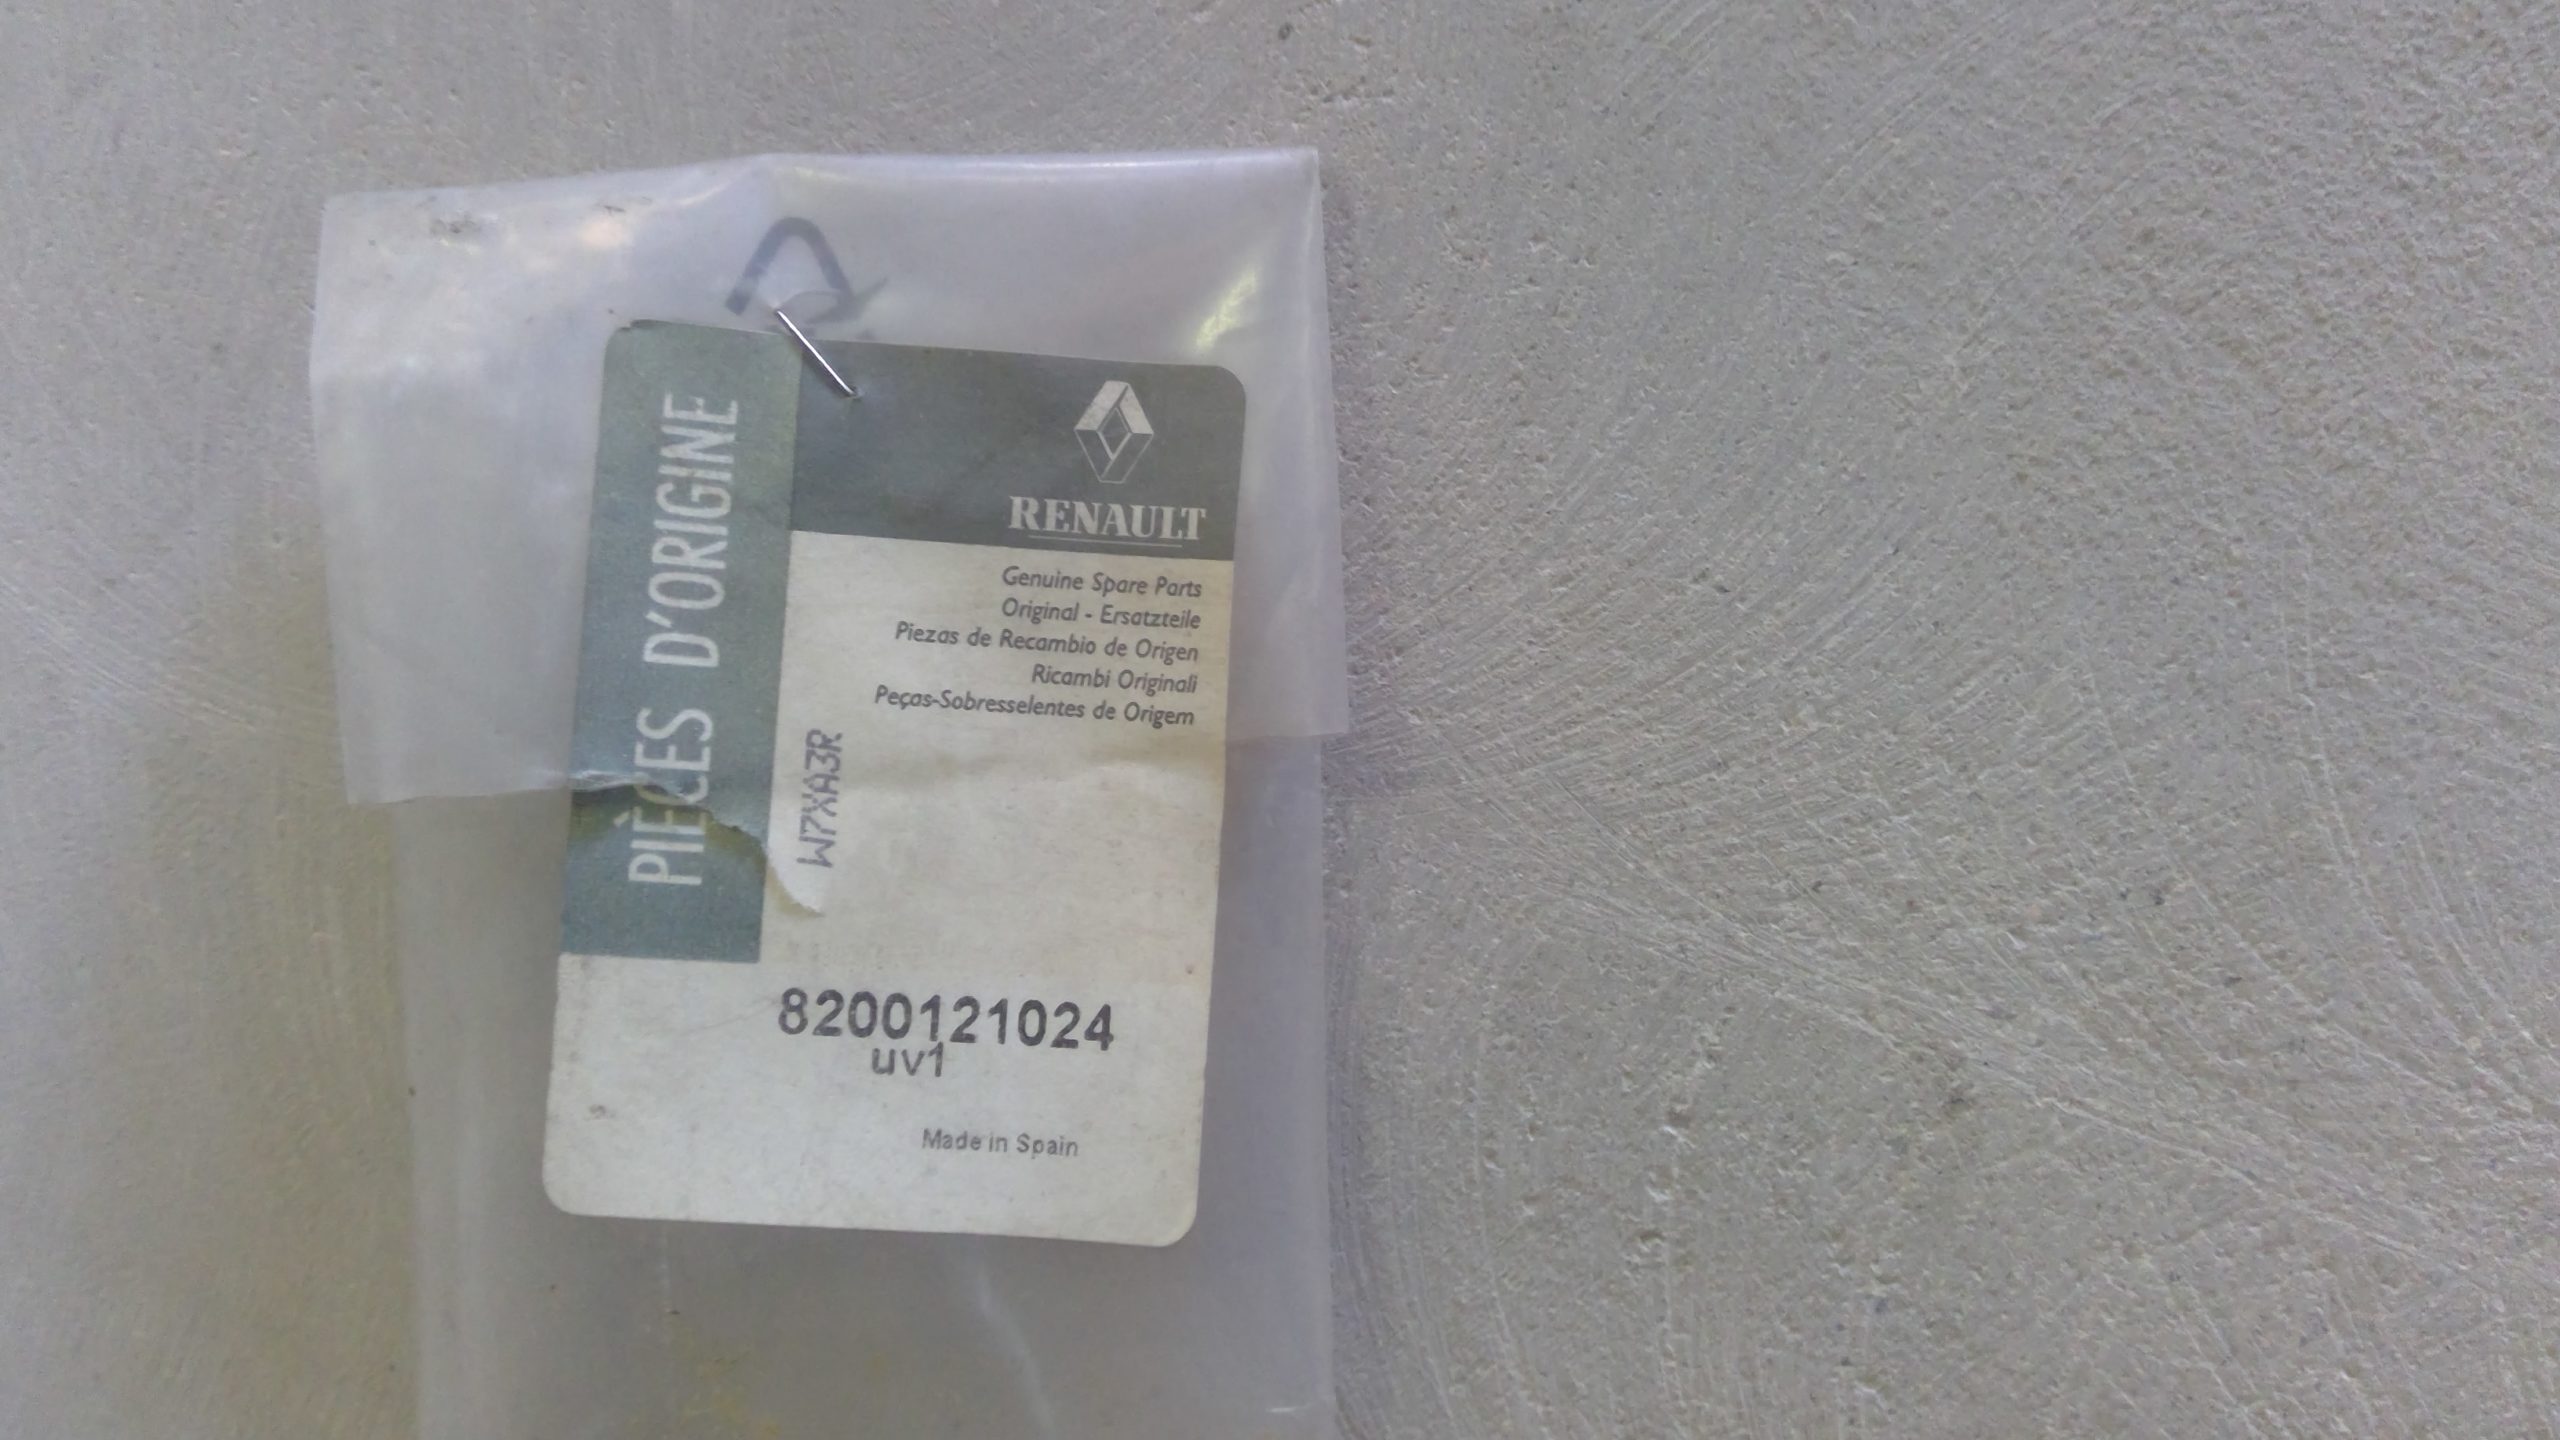 PIÈCES D'ORIGINE
RENAULT
Genuine Spare Parts
Original - Ersatzteile
Piezas de Recambio de Origen
Ricambi Originali
Peças-Sobresselentes de Origem
W7XA3R
8200121024
uv1
Made in Spain